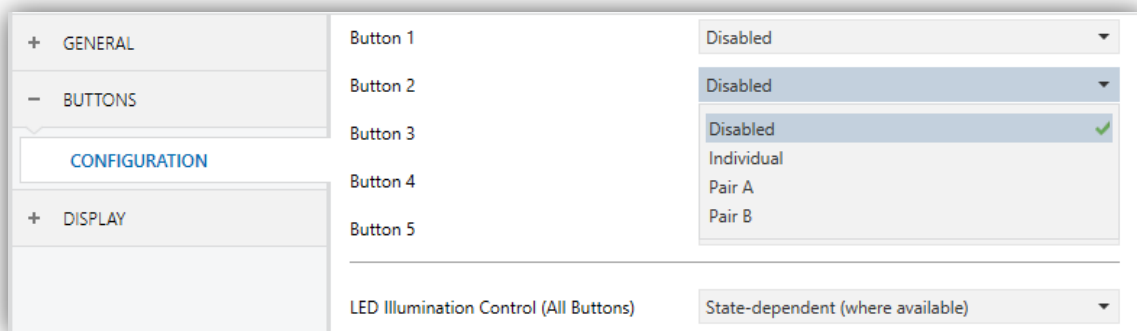 GENERAL
BUTTONS
CONFIGURATION
DISPLAY
Button 1 Disabled
Button 2 Disabled
Disabled
Button 3
Individual
Button 4 Pair A
Pair B
Button 5
LED Illumination Control (All Buttons) State-dependent (where available)